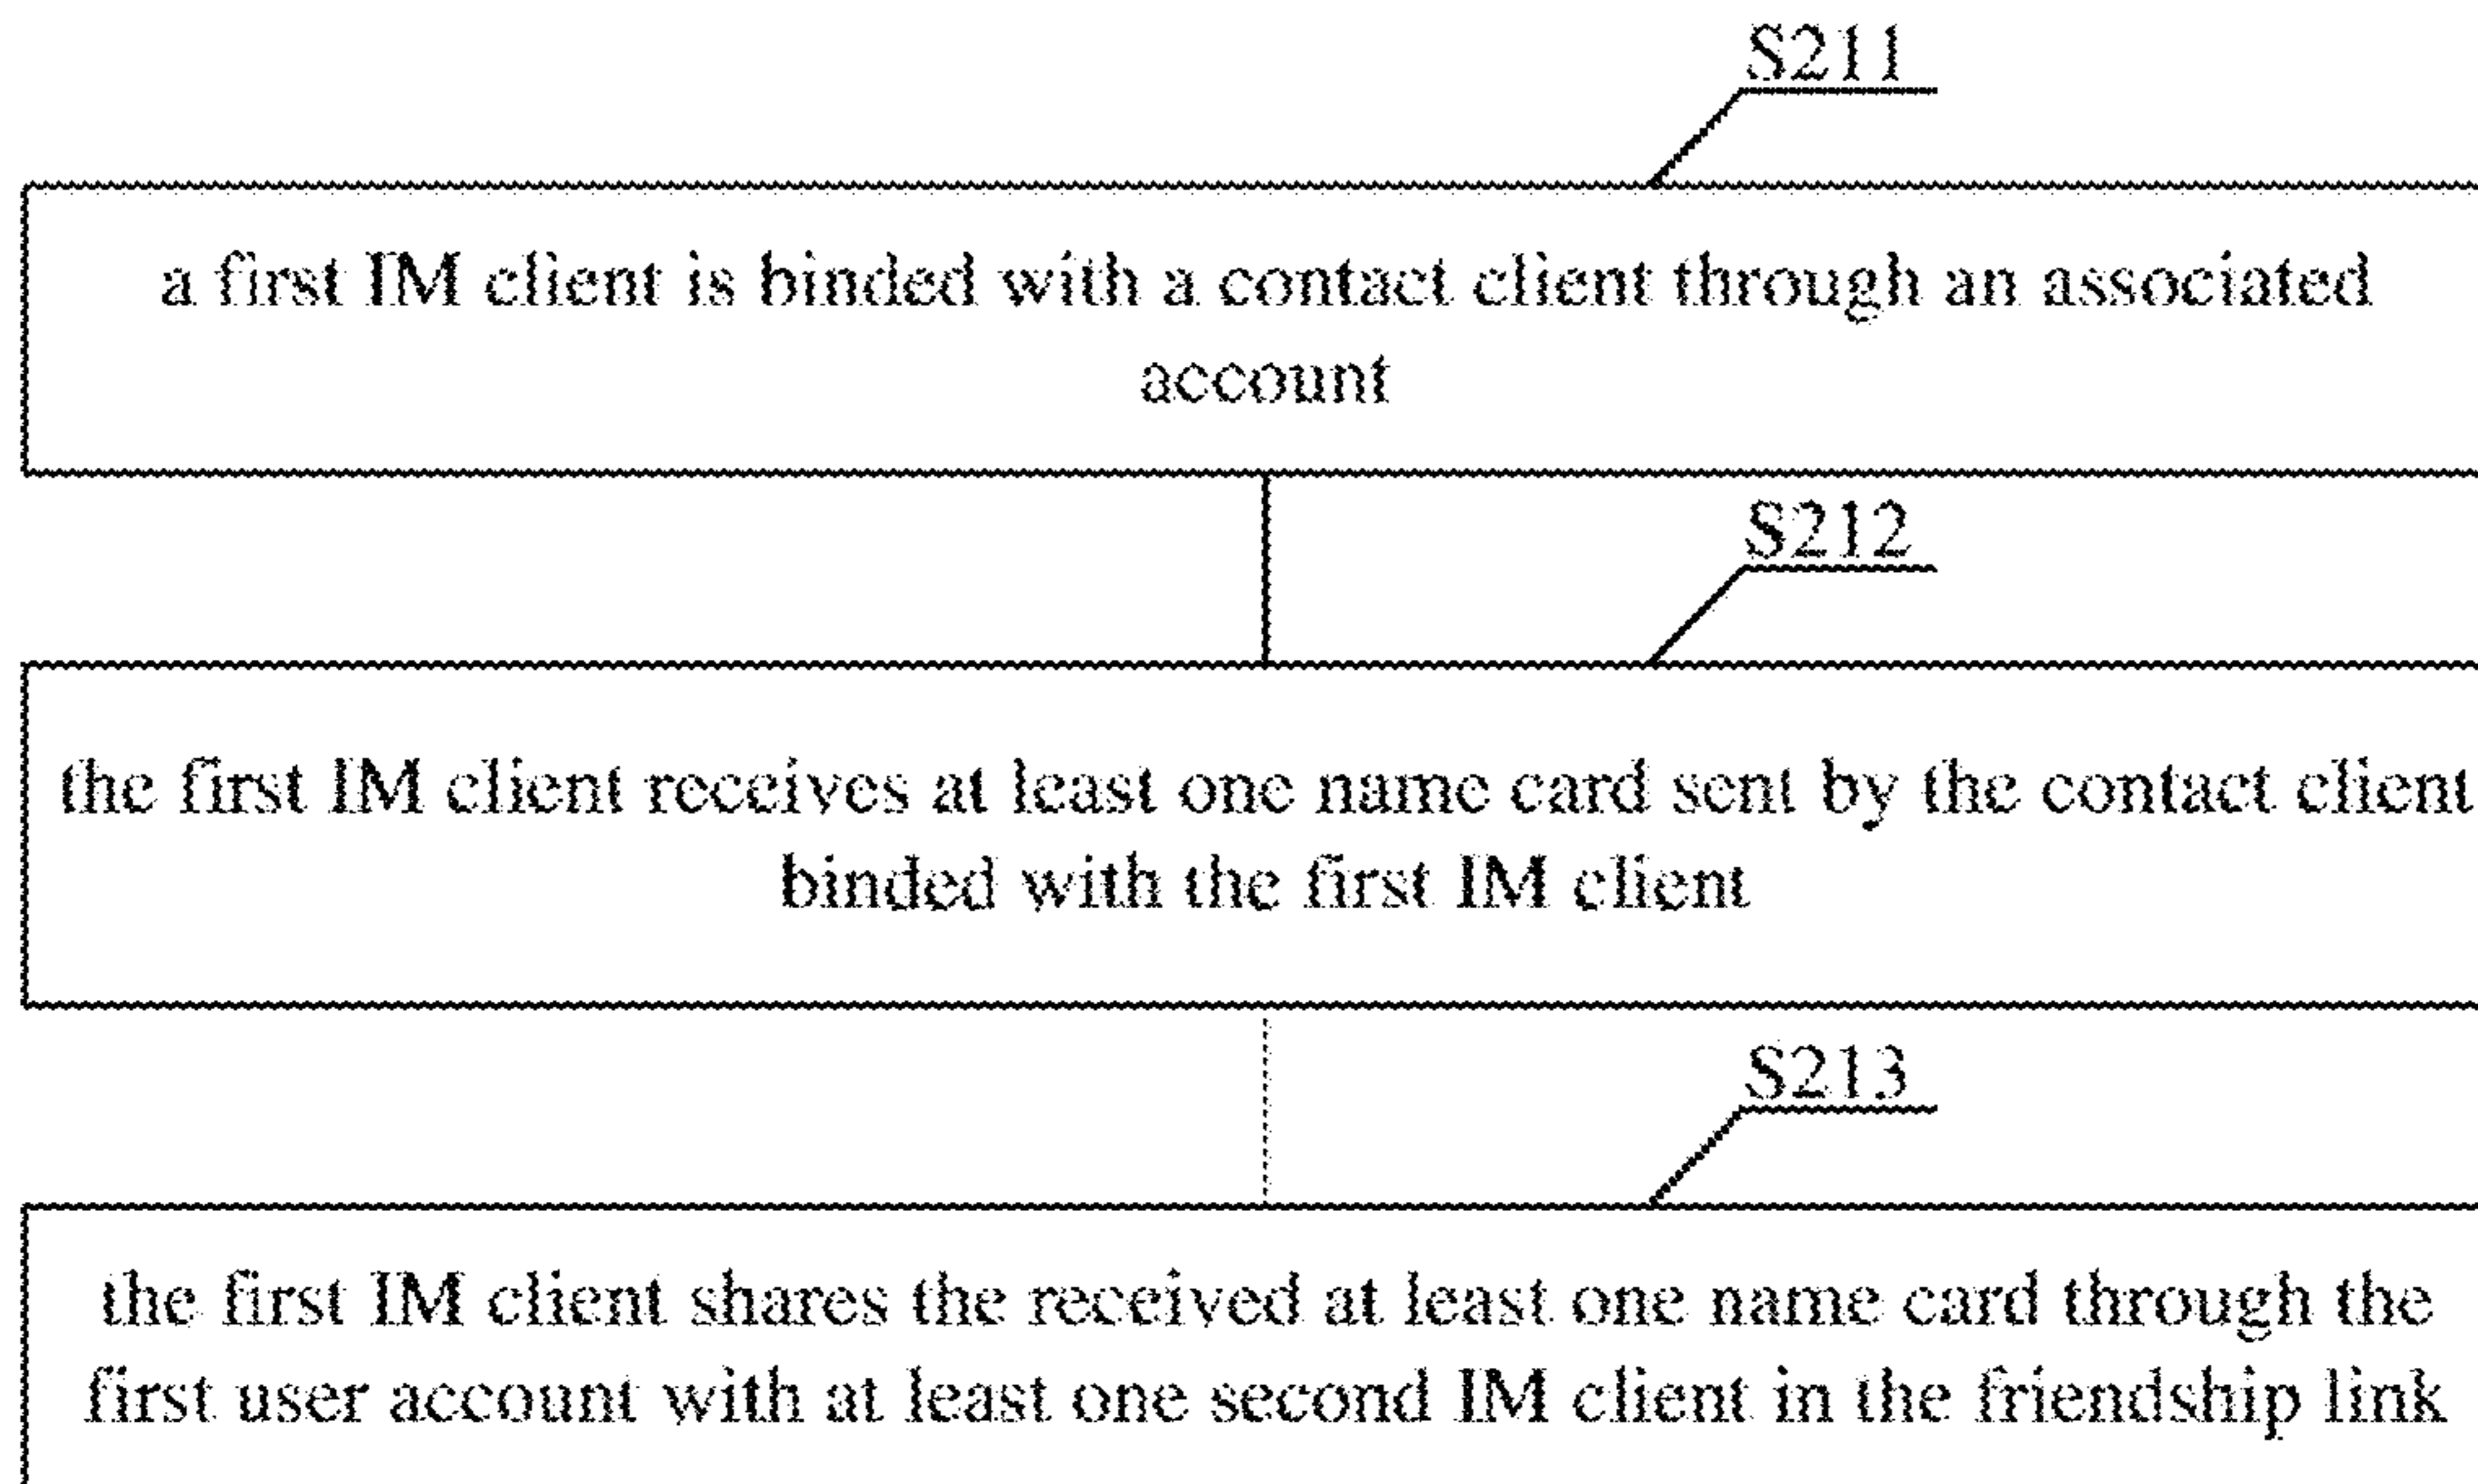 S211
a first IM client is binded with a contact client through an associated
account
S212
the first IM client receives at least one name card sent by the contact client
binded with the first IM client
S213
the first IM client shares the received at least one name card through the
first user account with at least one second IM client in the friendship link